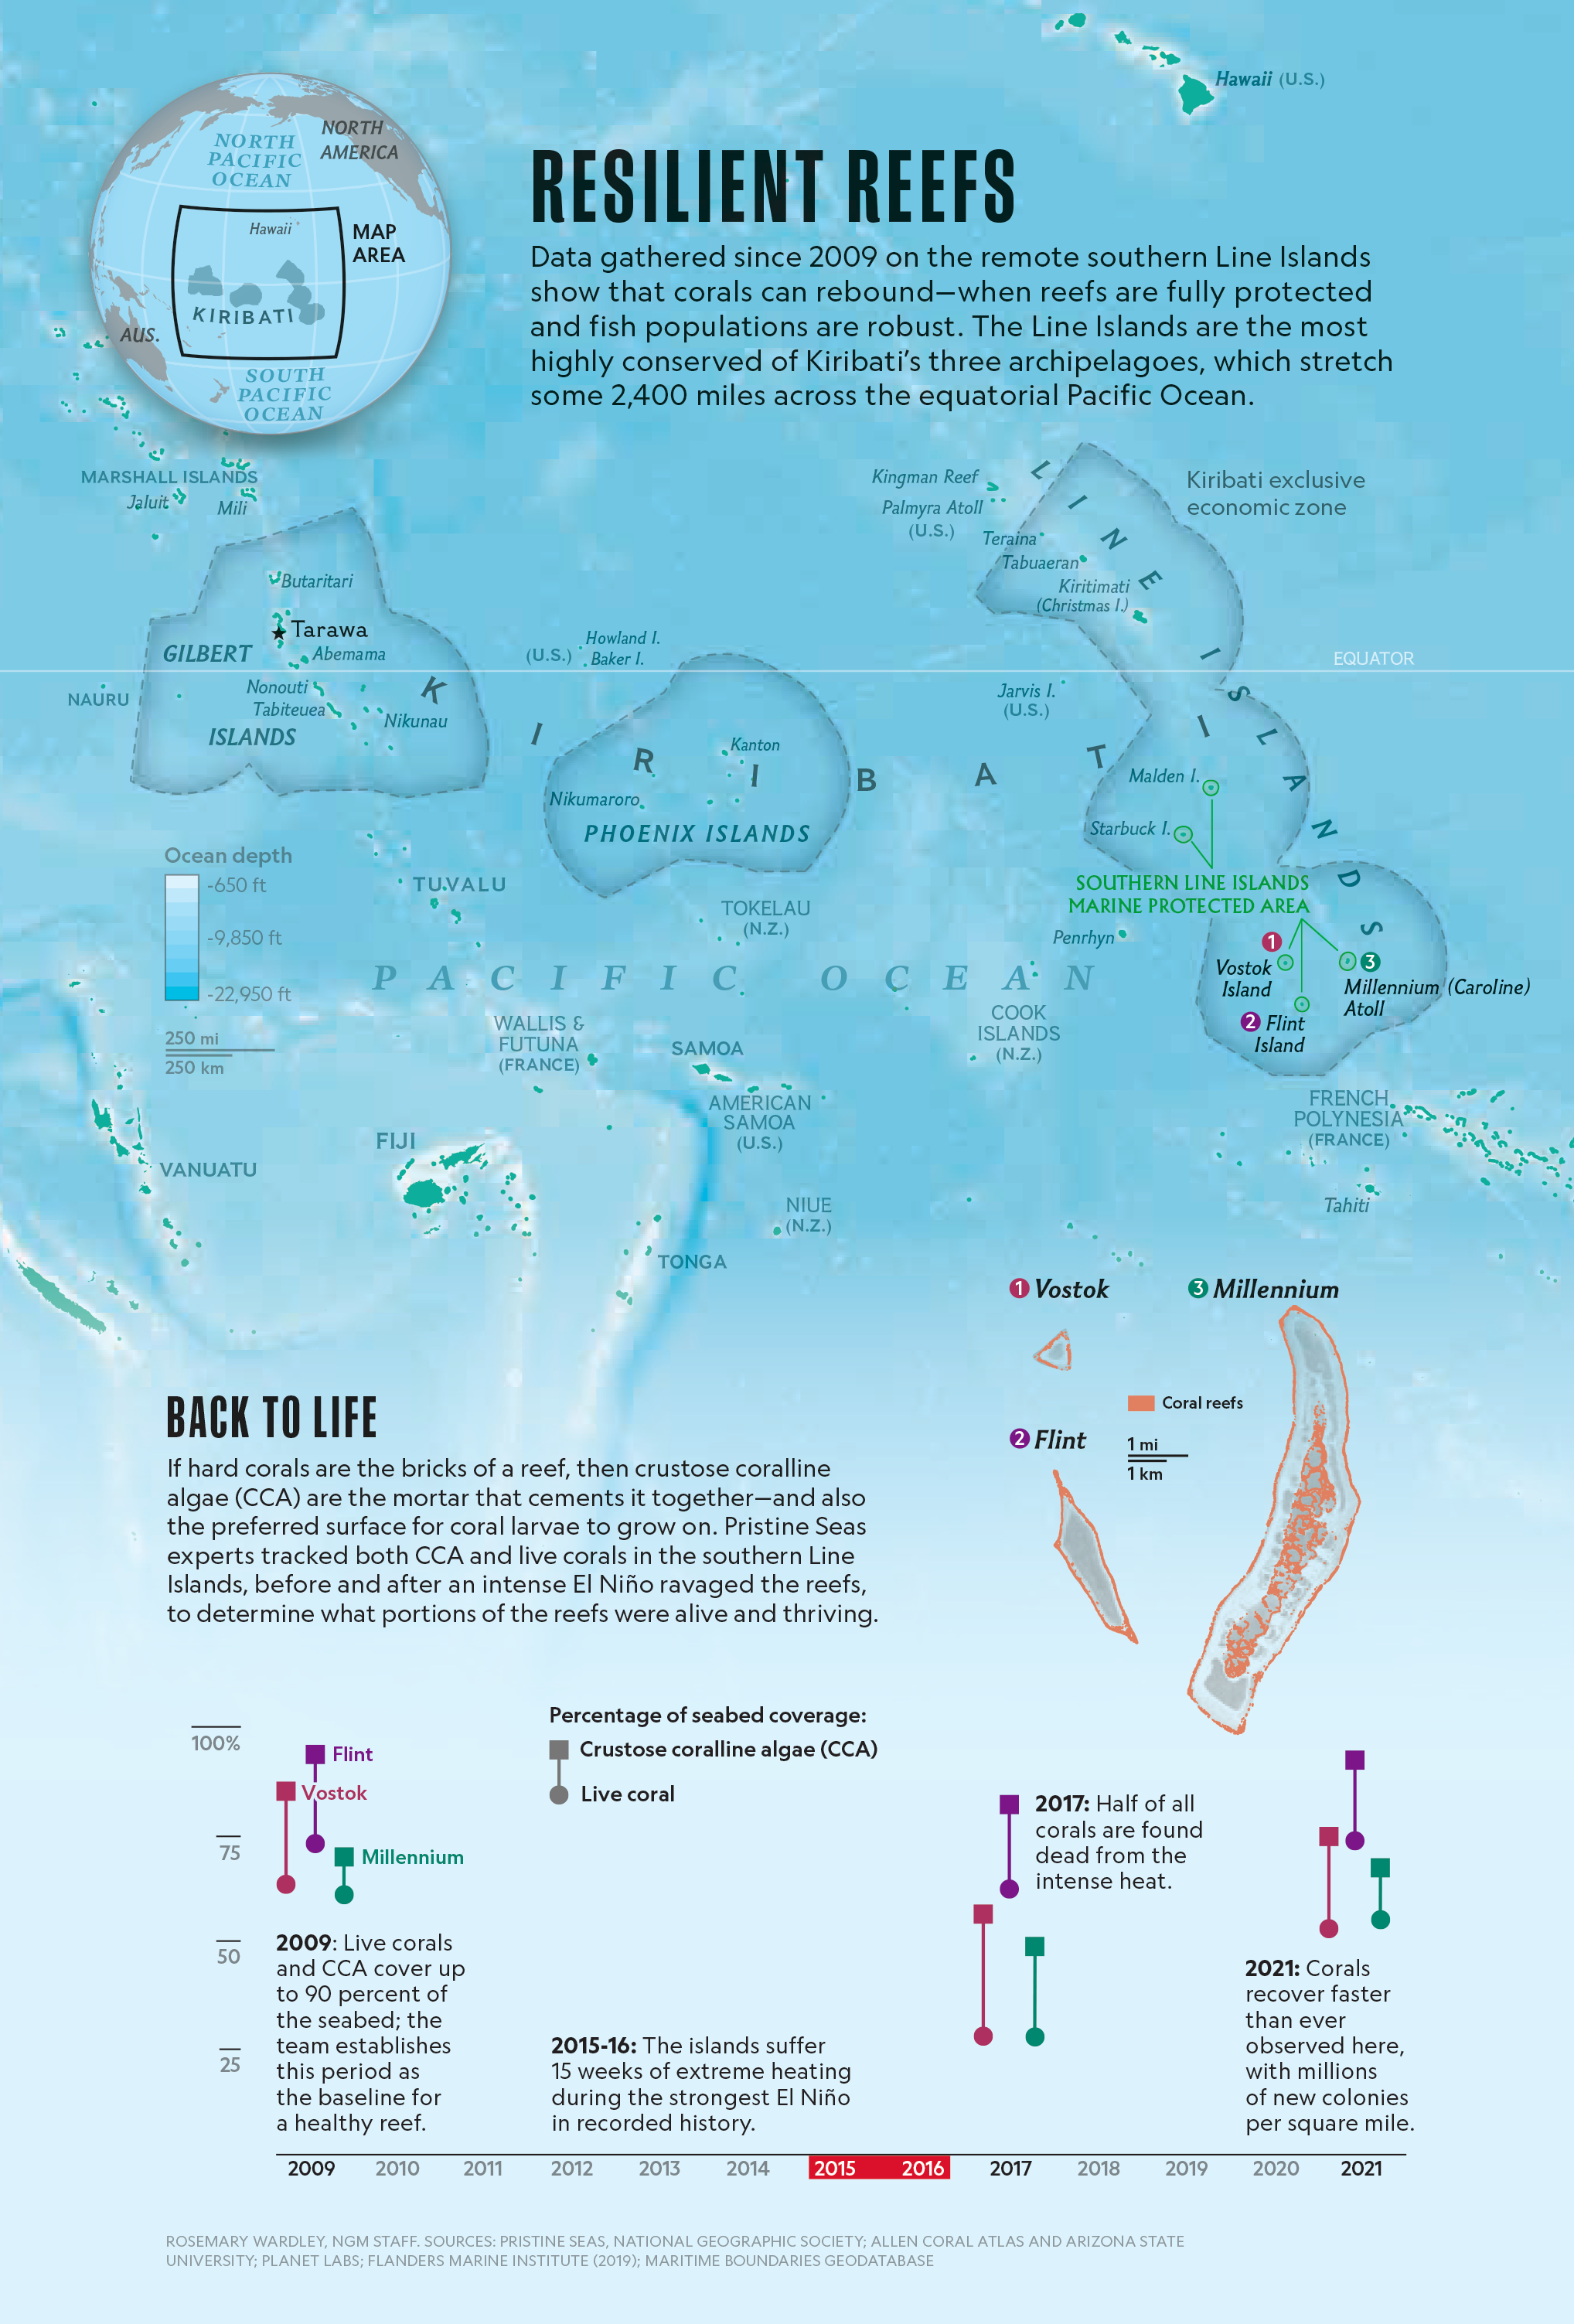 Hawaii (U.S.)
NORTH
PACIFIC
OCEAN
NORTH
AMERICA
Hawaii
MAP
AREA
KIRIBATI
AUS.
SOUTH
PACIFIC
OCEAN
RESILIENT REEFS
Data gathered since 2009 on the remote southern Line Islands
show that corals can rebound—when reefs are fully protected
and fish populations are robust. The Line Islands are the most
highly conserved of Kiribati’s three archipelagoes, which stretch
some 2,400 miles across the equatorial Pacific Ocean.
MARSHALL ISLANDS
Jaluit
Mili
Kingman Reef
Palmyra Atoll
(U.S.)
LINE ISLANDS
Kiribati exclusive
economic zone
Teraina
Tabuaeran
Kiritimati
(Christmas I.)
Butaritari
Tarawa
GILBERT
ISLANDS
Abemama
Nonouti
Tabiteuea
Nikunau
NAURU
(U.S.)
Howland I.
Baker I.
EQUATOR
Jarvis I.
(U.S.)
KIRIBATI
Kanton
Nikumaroro
PHOENIX ISLANDS
Malden I.
Starbuck I.
SOUTHERN LINE ISLANDS
MARINE PROTECTED AREA
Ocean depth
-650 ft
-9,850 ft
-22,950 ft
250 mi
250 km
TUVALU
TOKELAU
(N.Z.)
Penrhyn
1
Vostok
Island
3
Millennium (Caroline)
Atoll
2 Flint
Island
PACIFIC OCEAN
WALLIS &
FUTUNA
(FRANCE)
SAMOA
COOK
ISLANDS
(N.Z.)
AMERICAN
SAMOA
(U.S.)
FRENCH
POLYNESIA
(FRANCE)
FIJI
VANUATU
NIUE
(N.Z.)
Tahiti
TONGA
1 Vostok
3 Millennium
Coral reefs
2 Flint
1 mi
1 km
BACK TO LIFE
If hard corals are the bricks of a reef, then crustose coralline
algae (CCA) are the mortar that cements it together—and also
the preferred surface for coral larvae to grow on. Pristine Seas
experts tracked both CCA and live corals in the southern Line
Islands, before and after an intense El Niño ravaged the reefs,
to determine what portions of the reefs were alive and thriving.
Percentage of seabed coverage:
Crustose coralline algae (CCA)
Live coral
100%
75
50
25
Flint
Vostok
Millennium
2009: Live corals
and CCA cover up
to 90 percent of
the seabed; the
team establishes
this period as
the baseline for
a healthy reef.
2015-16: The islands suffer
15 weeks of extreme heating
during the strongest El Niño
in recorded history.
2017: Half of all
corals are found
dead from the
intense heat.
2021: Corals
recover faster
than ever
observed here,
with millions
of new colonies
per square mile.
2009 2010 2011 2012 2013 2014 2015 2016 2017 2018 2019 2020 2021
ROSEMARY WARDLEY, NGM STAFF. SOURCES: PRISTINE SEAS, NATIONAL GEOGRAPHIC SOCIETY; ALLEN CORAL ATLAS AND ARIZONA STATE
UNIVERSITY; PLANET LABS; FLANDERS MARINE INSTITUTE (2019); MARITIME BOUNDARIES GEODATABASE